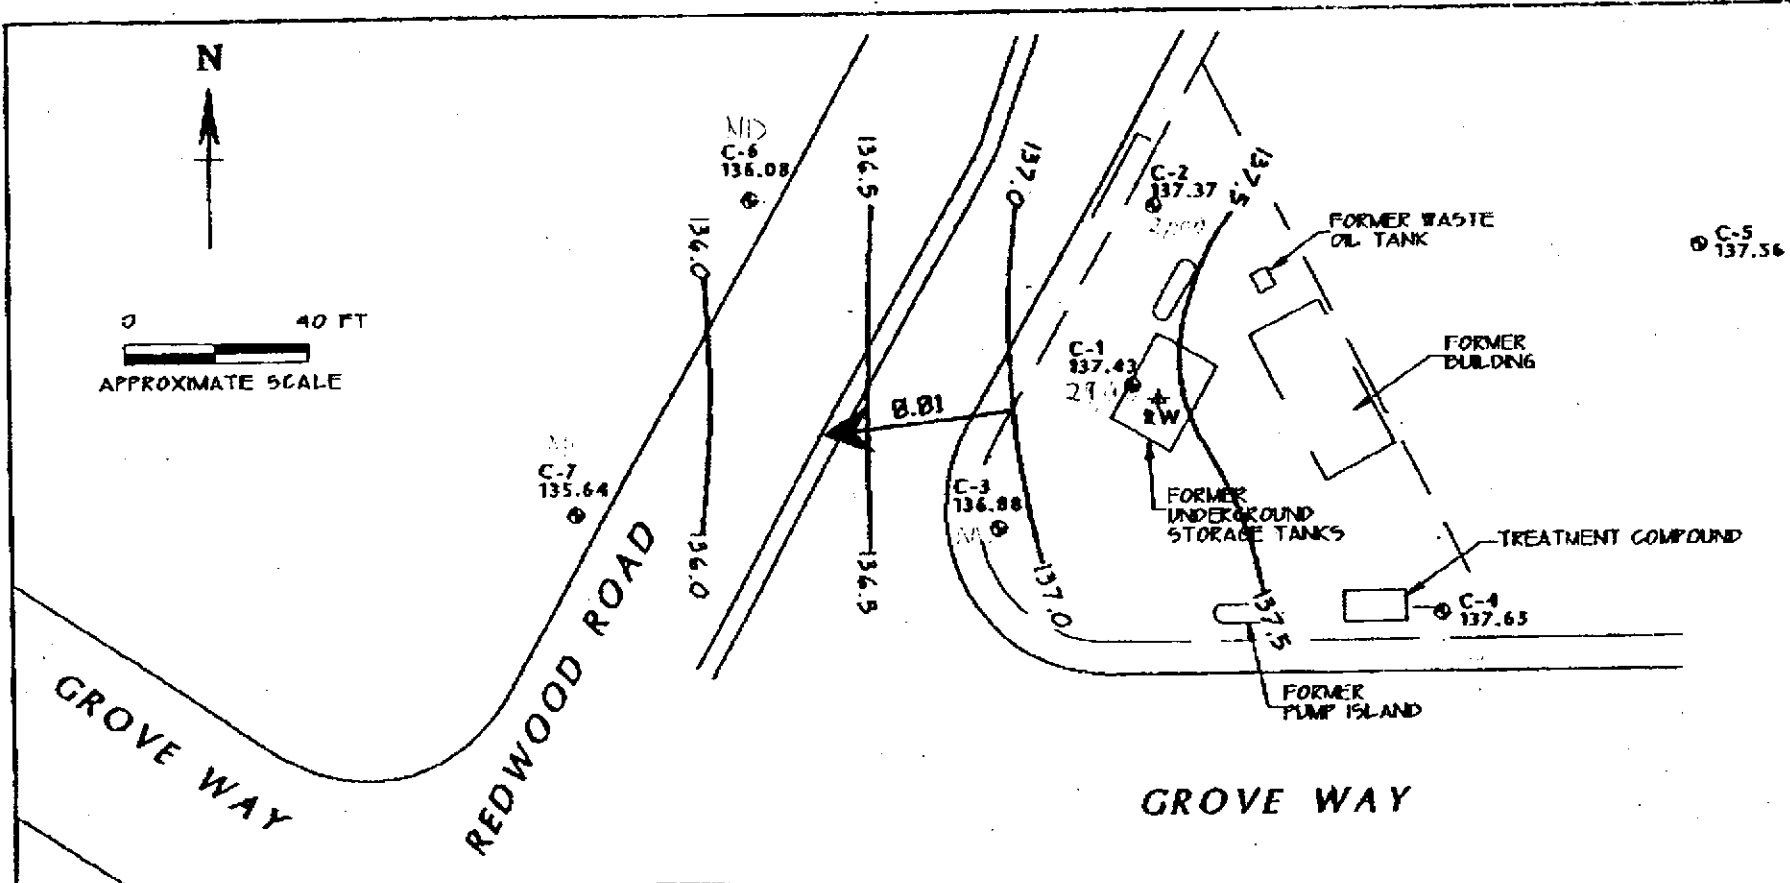 N
ND
C-6
136.08
136.5
137.0
C-2
137.37
137.5
FORMER WASTE
OIL TANK
C-5
137.56
136.0
0 40 FT
APPROXIMATE SCALE
C-1
137.43
FORMER
BUILDING
0.01
C-7
135.64
C-3
136.88
FORMER
UNDERGROUND
STORAGE TANKS
TREATMENT COMPOUND
136.0
136.5
137.0
137.5
C-4
137.65
FORMER
PUMP ISLAND
GROVE WAY
REDWOOD ROAD
GROVE WAY